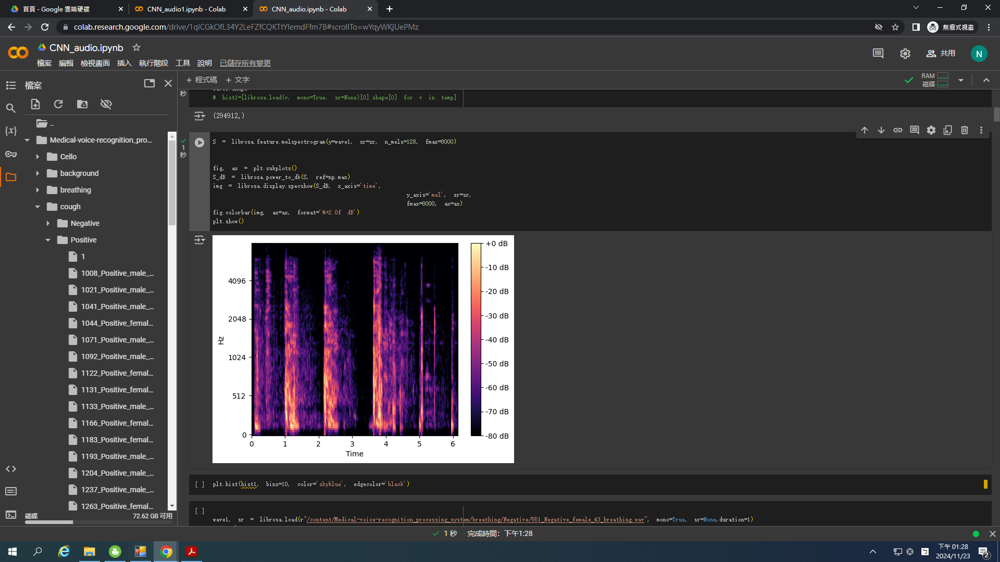 首頁 - Google 雲端硬碟
CNN_audio1.ipynb - Colab
CNN_audio.ipynb - Colab
colab.research.google.com/drive/1qICGkOfL34Y2LeFZfCQKTtYIemdFfm7B#scrollTo=wYqyWKjUePMz
無痕式視窗
CNN_audio.ipynb
檔案 編輯 檢視畫面 插入 執行階段 工具 說明 已儲存所有變更
共用
N
檔案
+ 程式碼 + 文字
RAM
磁碟
..
Medical-voice-recognition_pro...
Cello
background
breathing
cough
Negative
Positive
1
1008_Positive_male_...
1021_Positive_male_...
1041_Positive_male_...
1044_Positive_femal...
1071_Positive_male_...
1092_Positive_male_...
1122_Positive_femal...
1131_Positive_femal...
1133_Positive_male_...
1166_Positive_femal...
1183_Positive_femal...
1193_Positive_male_...
1204_Positive_male_...
1237_Positive_male_...
1263_Positive_femal...
磁碟 72.62 GB 可用
秒
# hist1=[librosa.load(v, mono=True, sr=None)[0].shape[0] for v in temp]
(294912,)
1
秒
S = librosa.feature.melspectrogram(y=wave1, sr=sr, n_mels=128, fmax=8000)
fig, ax = plt.subplots()
S_dB = librosa.power_to_db(S, ref=np.max)
img = librosa.display.specshow(S_dB, x_axis='time',
y_axis='mel', sr=sr,
fmax=8000, ax=ax)
fig.colorbar(img, ax=ax, format='%+2.0f dB')
plt.show()
4096
2048
1024
512
0
Hz
0 1 2 3 4 5 6
Time
+0 dB
-10 dB
-20 dB
-30 dB
-40 dB
-50 dB
-60 dB
-70 dB
-80 dB
[ ] plt.hist(hist1, bins=10, color='skyblue', edgecolor='black')
[ ]
wave1, sr = librosa.load(r"/content/Medical-voice-recognition_processing_system/breathing/Negative/551_Negative_female_43_breathing.wav", mono=True, sr=None,duration=1)
1 秒 完成時間: 下午1:28
下午 01:28
2024/11/23
2